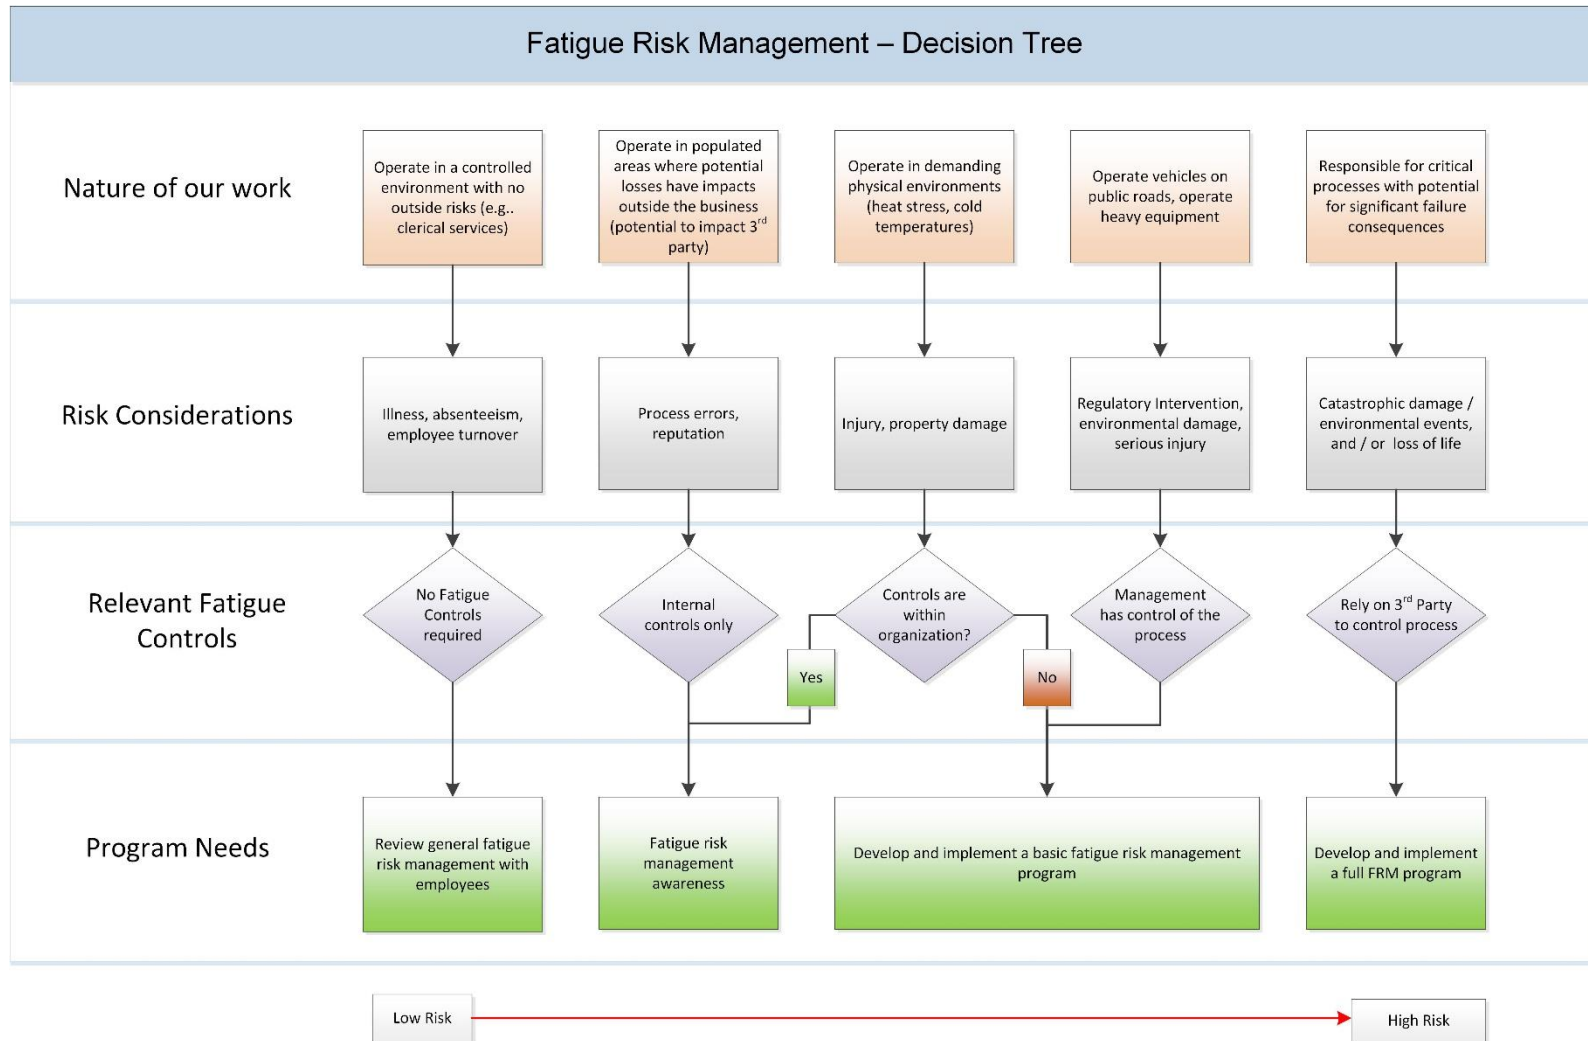 Fatigue Risk Management – Decision Tree
Nature of our work
Operate in a controlled
environment with no
outside risks (e.g..
clerical services)
Operate in populated
areas where potential
losses have impacts
outside the business
(potential to impact 3rd
party)
Operate in demanding
physical environments
(heat stress, cold
temperatures)
Operate vehicles on
public roads, operate
heavy equipment
Responsible for critical
processes with potential
for significant failure
consequences
Risk Considerations
Illness, absenteeism,
employee turnover
Process errors,
reputation
Injury, property damage
Regulatory Intervention,
environmental damage,
serious injury
Catastrophic damage /
environmental events,
and / or  loss of life
Relevant Fatigue
Controls
No Fatigue
Controls
required
Internal
controls only
Controls are
within
organization?
Management
has control of the
process
Rely on 3rd Party
to control process
Yes
No
Program Needs
Review general fatigue
risk management with
employees
Fatigue risk
management
awareness
Develop and implement a basic fatigue risk management
program
Develop and implement
a full FRM program
Low Risk
High Risk